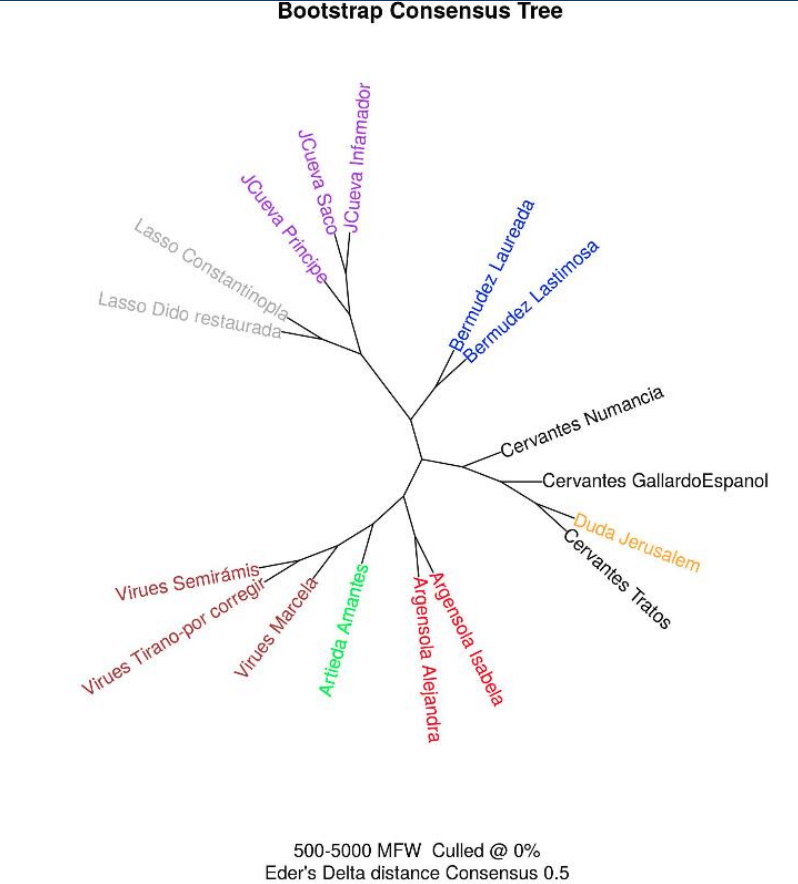 Bootstrap Consensus Tree
JCueva Infamador
JCueva Saco
JCueva Principe
Lasso Constantinopla
Lasso Dido restaurada
Bermudez Laureada
Bermudez Lastimosa
Cervantes Numancia
Cervantes GallardoEspanol
Duda Jerusalem
Cervantes Tratos
Argensola Isabela
Argensola Alejandra
Artieda Amantes
Virues Marcela
Virues Tirano-por corregir
Virues Semirámis
500-5000 MFW Culled @ 0%
Eder's Delta distance Consensus 0.5